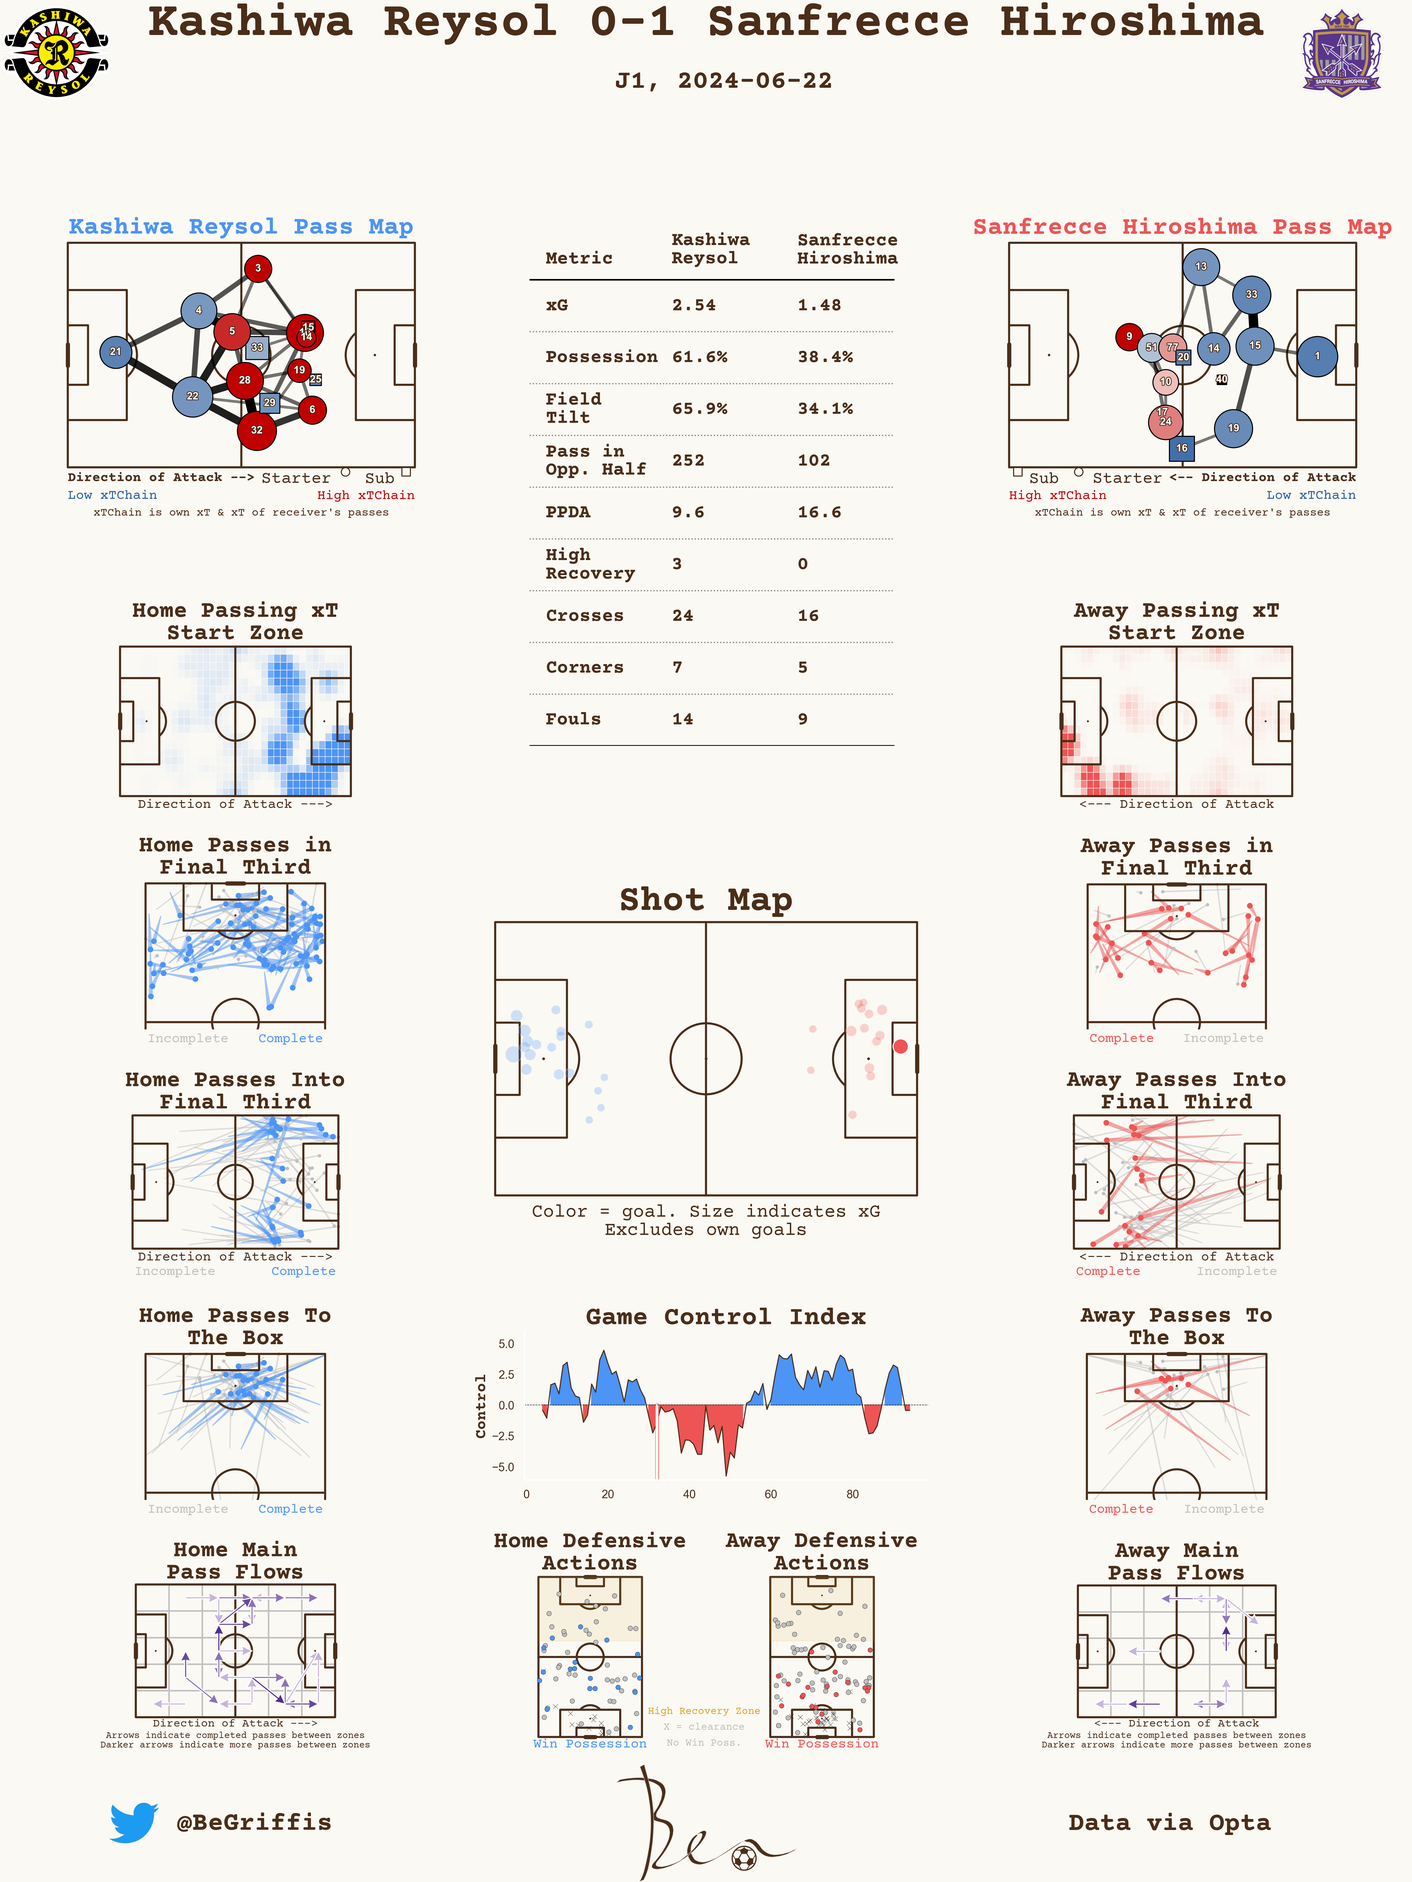 Kashiwa Reysol 0-1 Sanfrecce Hiroshima
J1, 2024-06-22
KASHIWA
R
REYSOL
SANFRECCE HIROSHIMA
Kashiwa Reysol Pass Map
3
4
5
15
14
33
21
19
25
28
22
29
6
32
Direction of Attack --> Starter Sub
Low xTChain High xTChain
xTChain is own xT & xT of receiver's passes
Metric Kashiwa Reysol Sanfrecce Hiroshima
xG 2.54 1.48
Possession 61.6% 38.4%
Field Tilt 65.9% 34.1%
Pass in Opp. Half 252 102
PPDA 9.6 16.6
High Recovery 3 0
Crosses 24 16
Corners 7 5
Fouls 14 9
Sanfrecce Hiroshima Pass Map
13
33
9
51
77
20
14
15
1
10
40
17
24
19
16
Sub Starter <-- Direction of Attack
High xTChain Low xTChain
xTChain is own xT & xT of receiver's passes
Home Passing xT
Start Zone
Direction of Attack --->
Away Passing xT
Start Zone
<--- Direction of Attack
Home Passes in
Final Third
Incomplete Complete
Away Passes in
Final Third
Complete Incomplete
Shot Map
Color = goal. Size indicates xG
Excludes own goals
Home Passes Into
Final Third
Direction of Attack --->
Incomplete Complete
Away Passes Into
Final Third
<--- Direction of Attack
Complete Incomplete
Home Passes To
The Box
Incomplete Complete
Game Control Index
Control
5.0
2.5
0.0
−2.5
−5.0
0 20 40 60 80
Away Passes To
The Box
Complete Incomplete
Home Main
Pass Flows
Direction of Attack --->
Arrows indicate completed passes between zones
Darker arrows indicate more passes between zones
Home Defensive
Actions
Win Possession
Away Defensive
Actions
Win Possession
High Recovery Zone
X = clearance
No Win Poss.
Away Main
Pass Flows
<--- Direction of Attack
Arrows indicate completed passes between zones
Darker arrows indicate more passes between zones
@BeGriffis
Ben
Data via Opta